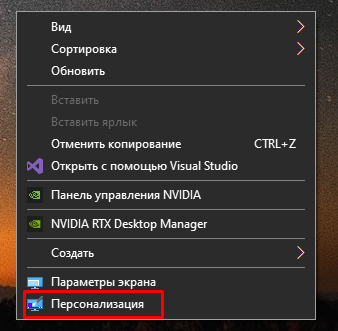 Вид
Сортировка
Обновить
Вставить
Вставить ярлык
Отменить копирование CTRL+Z
Открыть с помощью Visual Studio
Панель управления NVIDIA
NVIDIA RTX Desktop Manager
Создать
Параметры экрана
Персонализация